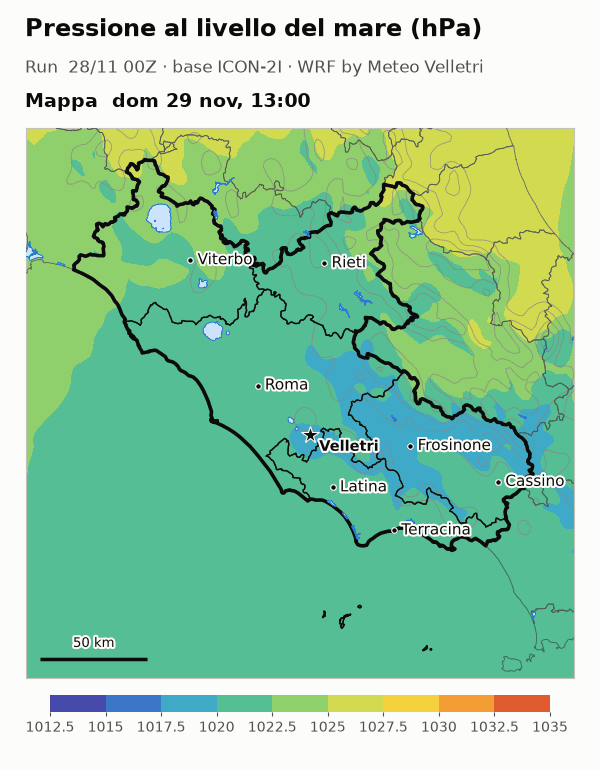 Pressione al livello del mare (hPa)
Run  28/11 00Z · base ICON-2I · WRF by Meteo Velletri
Mappa  dom 29 nov, 13:00
Viterbo
Rieti
Roma
Velletri
Frosinone
Cassino
Latina
Terracina
50 km
1012.5 1015 1017.5 1020 1022.5 1025 1027.5 1030 1032.5 1035